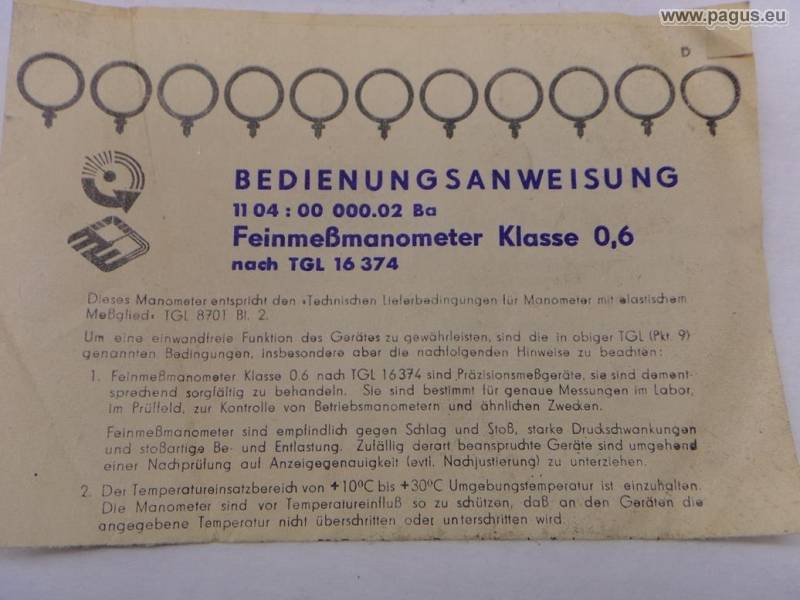 www.pagus.eu
D
BEDIENUNGSANWEISUNG
11 04 : 00 000.02 Ba
Feinmeßmanometer Klasse 0,6
nach TGL 16 374
Dieses Manometer entspricht den »Technischen Lieferbedingungen für Manometer mit elastischem
Meßglied« TGL 8701 Bl. 2.
Um eine einwandfreie Funktion des Gerätes zu gewährleisten, sind die in obiger TGL (Pkt. 9)
genannten Bedingungen, insbesondere aber die nachfolgenden Hinweise zu beachten:
1. Feinmeßmanometer Klasse 0.6 nach TGL 16374 sind Präzisionsmeßgeräte, sie sind dement-
sprechend sorgfältig zu behandeln. Sie sind bestimmt für genaue Messungen im Labor,
im Prüffeld, zur Kontrolle von Betriebsmanometern und ähnlichen Zwecken.
Feinmeßmanometer sind empfindlich gegen Schlag und Stoß, starke Druckschwankungen
und stoßartige Be- und Entlastung. Zufällig derart beanspruchte Geräte sind umgehend
einer Nachprüfung auf Anzeigegenauigkeit (evtl. Nachjustierung) zu unterziehen.
2. Der Temperatureinsatzbereich von +10°C bis +30°C Umgebungstemperatur ist einzuhalten.
Die Manometer sind vor Temperatureinfluß so zu schützen, daß an den Geräten die
angegebene Temperatur nicht überschritten oder unterschritten wird.